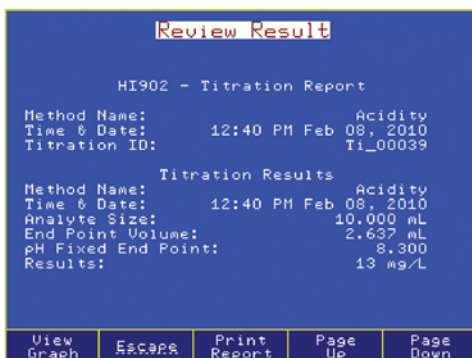 Review Result
HI902 - Titration Report
Method Name: Acidity
Time & Date: 12:40 PM Feb 08, 2010
Titration ID: Ti_00039
Titration Results
Method Name: Acidity
Time & Date: 12:40 PM Feb 08, 2010
Analyte Size: 10.000 mL
End Point Volume: 2.637 mL
pH Fixed End Point: 8.300
Results: 13 mg/L
View Graph Escape Print Report Page Up Page Down